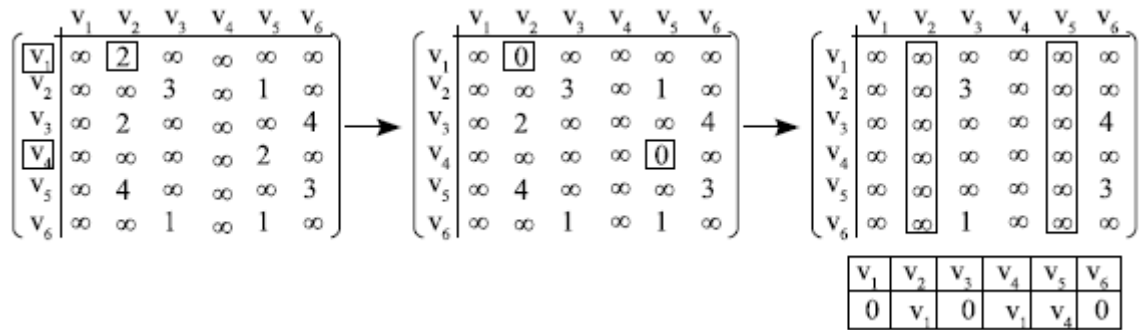 v₁ v₂ v₃ v₄ v₅ v₆ v₁ v₂ v₃ v₄ v₅ v₆ v₁ v₂ v₃ v₄ v₅ v₆
v₁ ∞ 2 ∞ ∞ ∞ ∞ v₁ ∞ 0 ∞ ∞ ∞ ∞ v₁ ∞ ∞ ∞ ∞ ∞ ∞
v₂ ∞ ∞ 3 ∞ 1 ∞ v₂ ∞ ∞ 3 ∞ 1 ∞ v₂ ∞ ∞ 3 ∞ ∞ ∞
v₃ ∞ 2 ∞ ∞ ∞ 4 → v₃ ∞ 2 ∞ ∞ ∞ 4 → v₃ ∞ ∞ ∞ ∞ ∞ 4
v₄ ∞ ∞ ∞ ∞ 2 ∞ v₄ ∞ ∞ ∞ ∞ 0 ∞ v₄ ∞ ∞ ∞ ∞ ∞ ∞
v₅ ∞ 4 ∞ ∞ ∞ 3 v₅ ∞ 4 ∞ ∞ ∞ 3 v₅ ∞ ∞ ∞ ∞ ∞ 3
v₆ ∞ ∞ 1 ∞ 1 ∞ v₆ ∞ ∞ 1 ∞ 1 ∞ v₆ ∞ ∞ 1 ∞ ∞ ∞
v₁ v₂ v₃ v₄ v₅ v₆
0 v₁ 0 v₁ v₄ 0